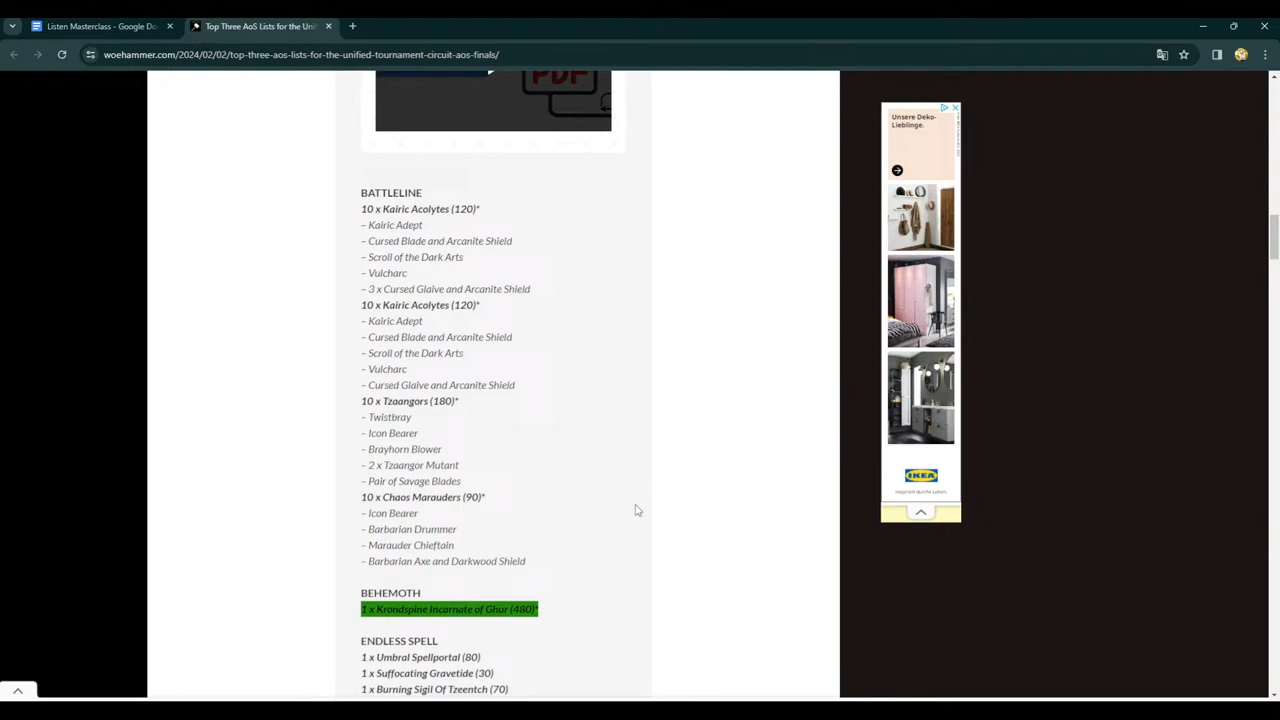 Listen Masterclass - Google Do
Top Three AoS Lists for the Uni
woehammer.com/2024/02/02/top-three-aos-lists-for-the-unified-tournament-circuit-aos-finals/
PDF
BATTLELINE
10 x Kairic Acolytes (120)*
– Kairic Adept
– Cursed Blade and Arcanite Shield
– Scroll of the Dark Arts
– Vulcharc
– 3 x Cursed Glaive and Arcanite Shield
10 x Kairic Acolytes (120)*
– Kairic Adept
– Cursed Blade and Arcanite Shield
– Scroll of the Dark Arts
– Vulcharc
– Cursed Glaive and Arcanite Shield
10 x Tzaangors (180)*
– Twistbray
– Icon Bearer
– Brayhorn Blower
– 2 x Tzaangor Mutant
– Pair of Savage Blades
10 x Chaos Marauders (90)*
– Icon Bearer
– Barbarian Drummer
– Marauder Chieftain
– Barbarian Axe and Darkwood Shield
BEHEMOTH
1 x Krondspine Incarnate of Ghur (480)*
ENDLESS SPELL
1 x Umbral Spellportal (80)
1 x Suffocating Gravetide (30)
1 x Burning Sigil Of Tzeentch (70)
Unsere Deko-
Lieblinge.
IKEA